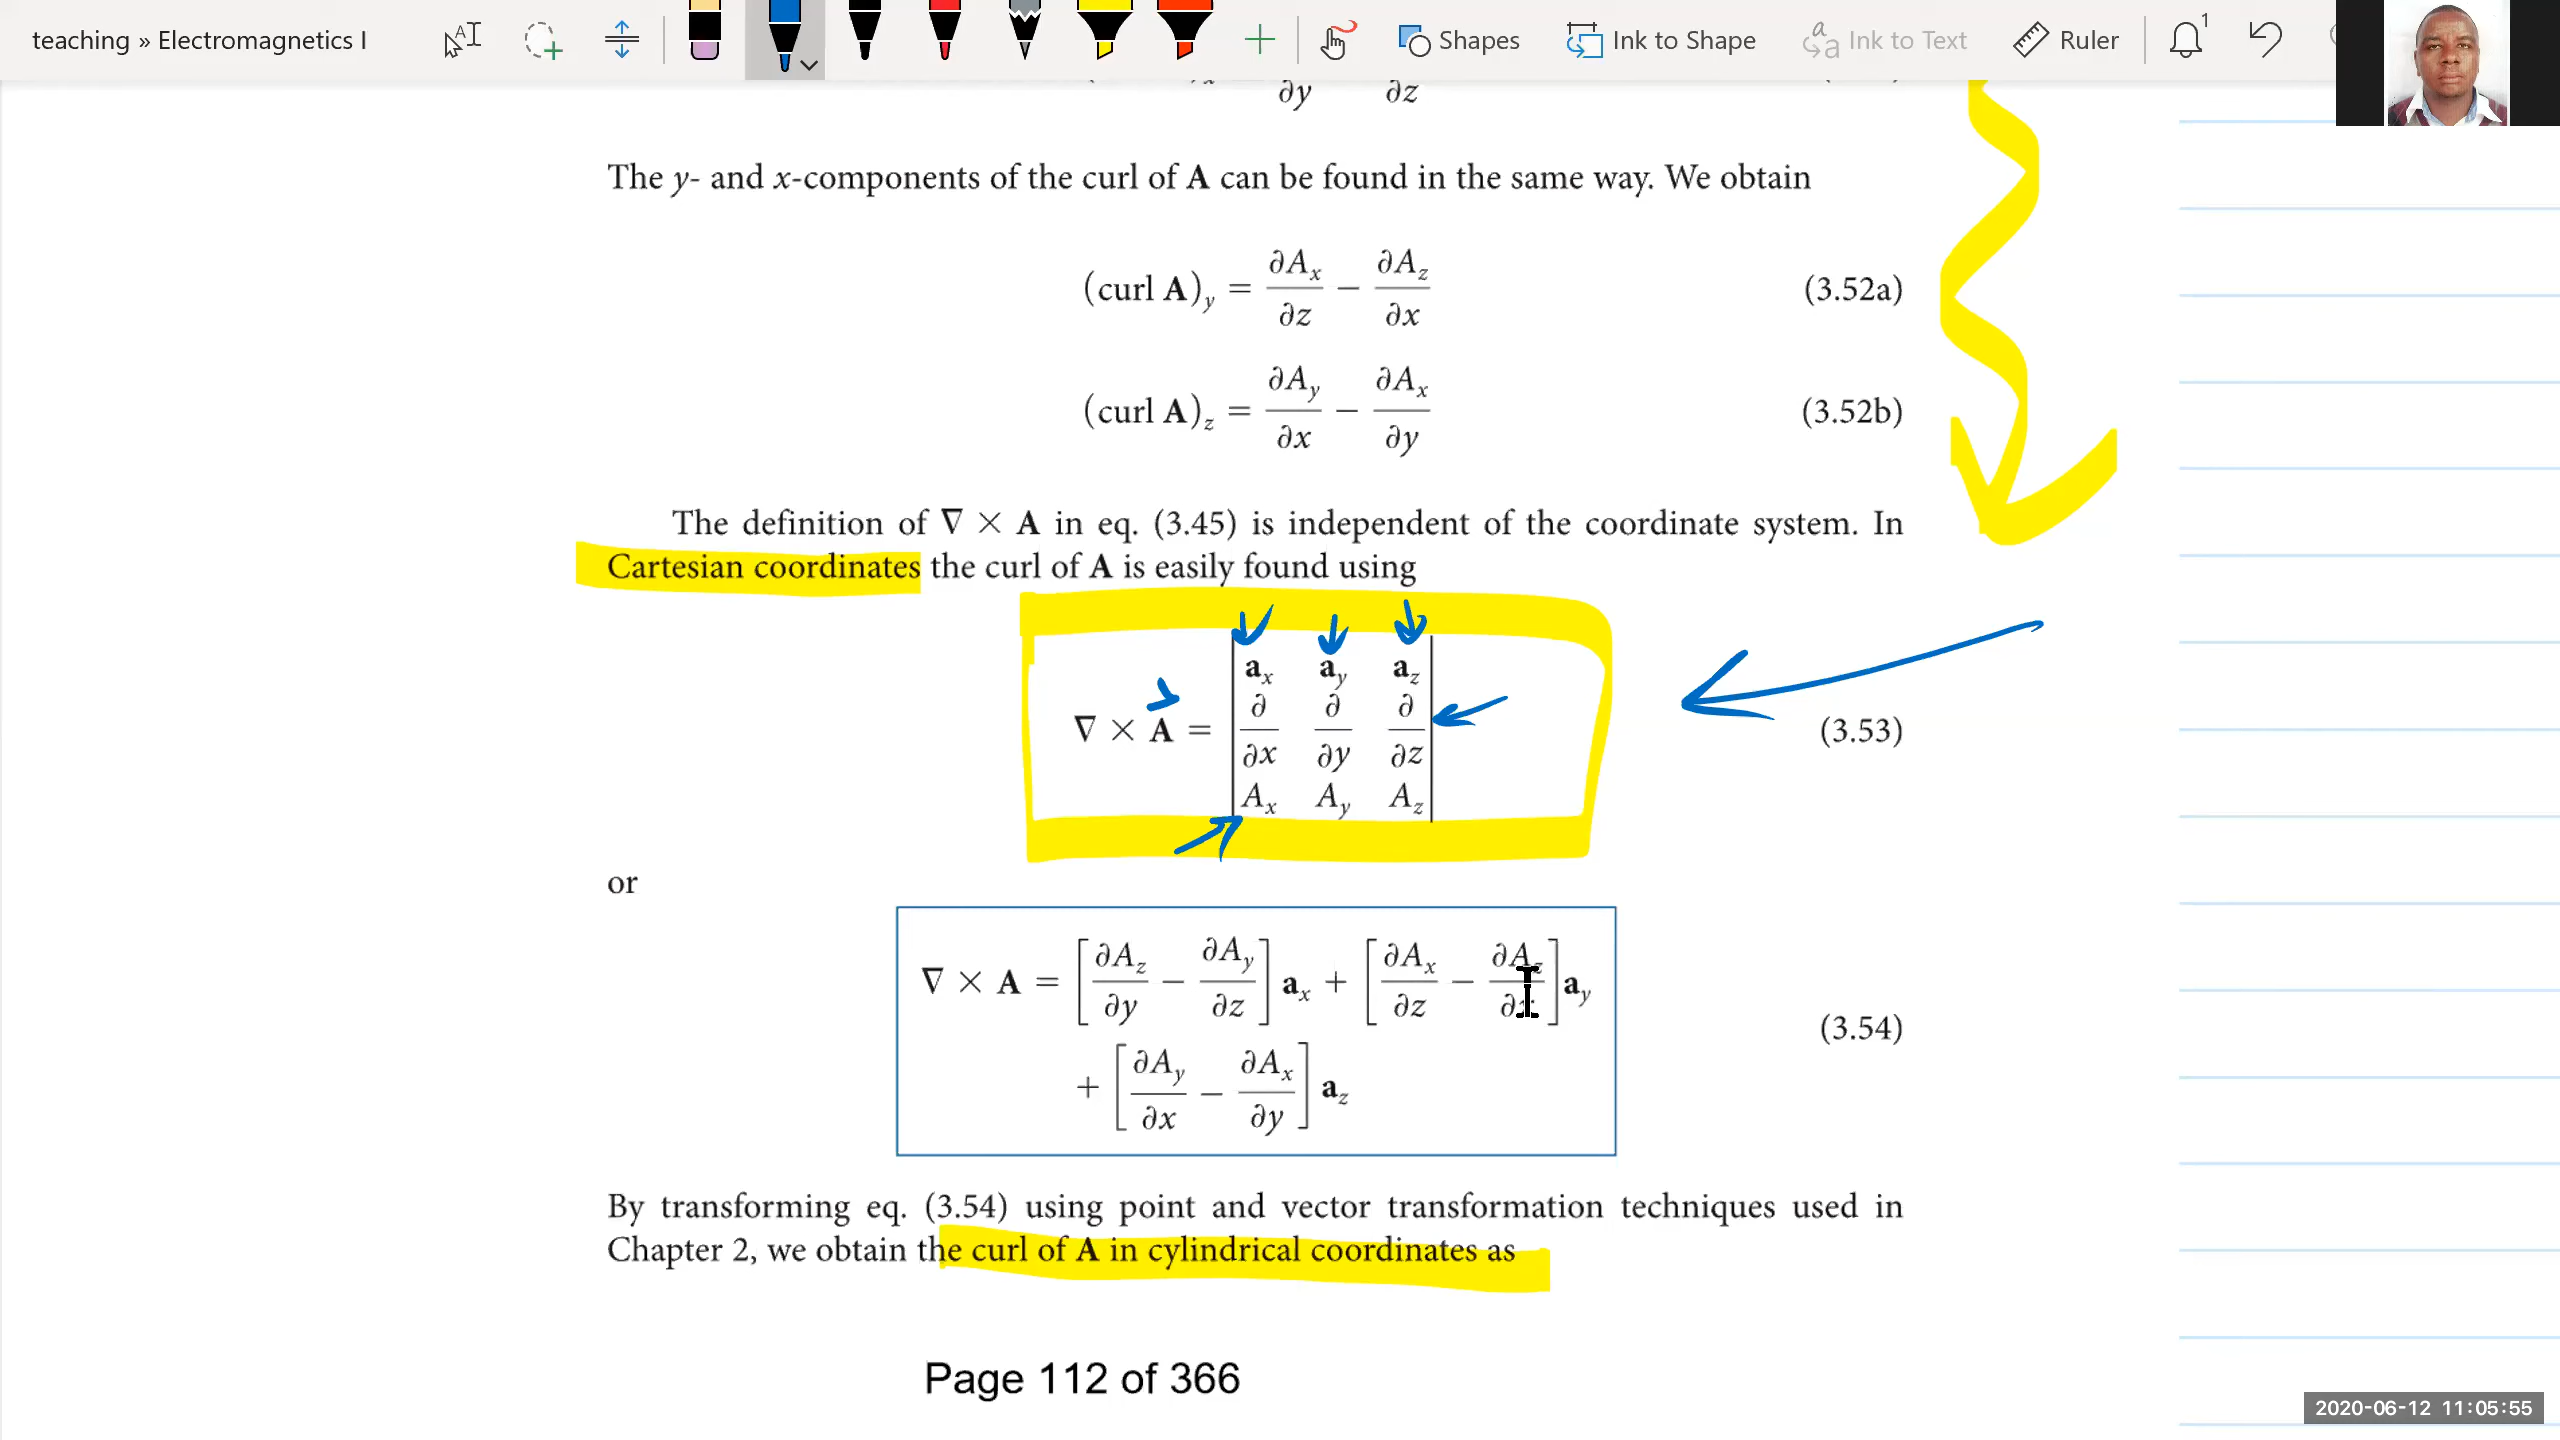 teaching » Electromagnetics I
Shapes
Ink to Shape
Ink to Text
Ruler
1
∂y ∂z
The y- and x-components of the curl of A can be found in the same way. We obtain
(curl A)y = ∂Ax/∂z − ∂Az/∂x (3.52a)
(curl A)z = ∂Ay/∂x − ∂Ax/∂y (3.52b)
The definition of ∇ × A in eq. (3.45) is independent of the coordinate system. In
Cartesian coordinates the curl of A is easily found using
ax ay az
∇ × A = ∂/∂x ∂/∂y ∂/∂z (3.53)
Ax Ay Az
or
∇ × A = [∂Az/∂y − ∂Ay/∂z] ax + [∂Ax/∂z − ∂Az/∂x] ay
+ [∂Ay/∂x − ∂Ax/∂y] az (3.54)
By transforming eq. (3.54) using point and vector transformation techniques used in
Chapter 2, we obtain the curl of A in cylindrical coordinates as
Page 112 of 366
2020-06-12 11:05:55